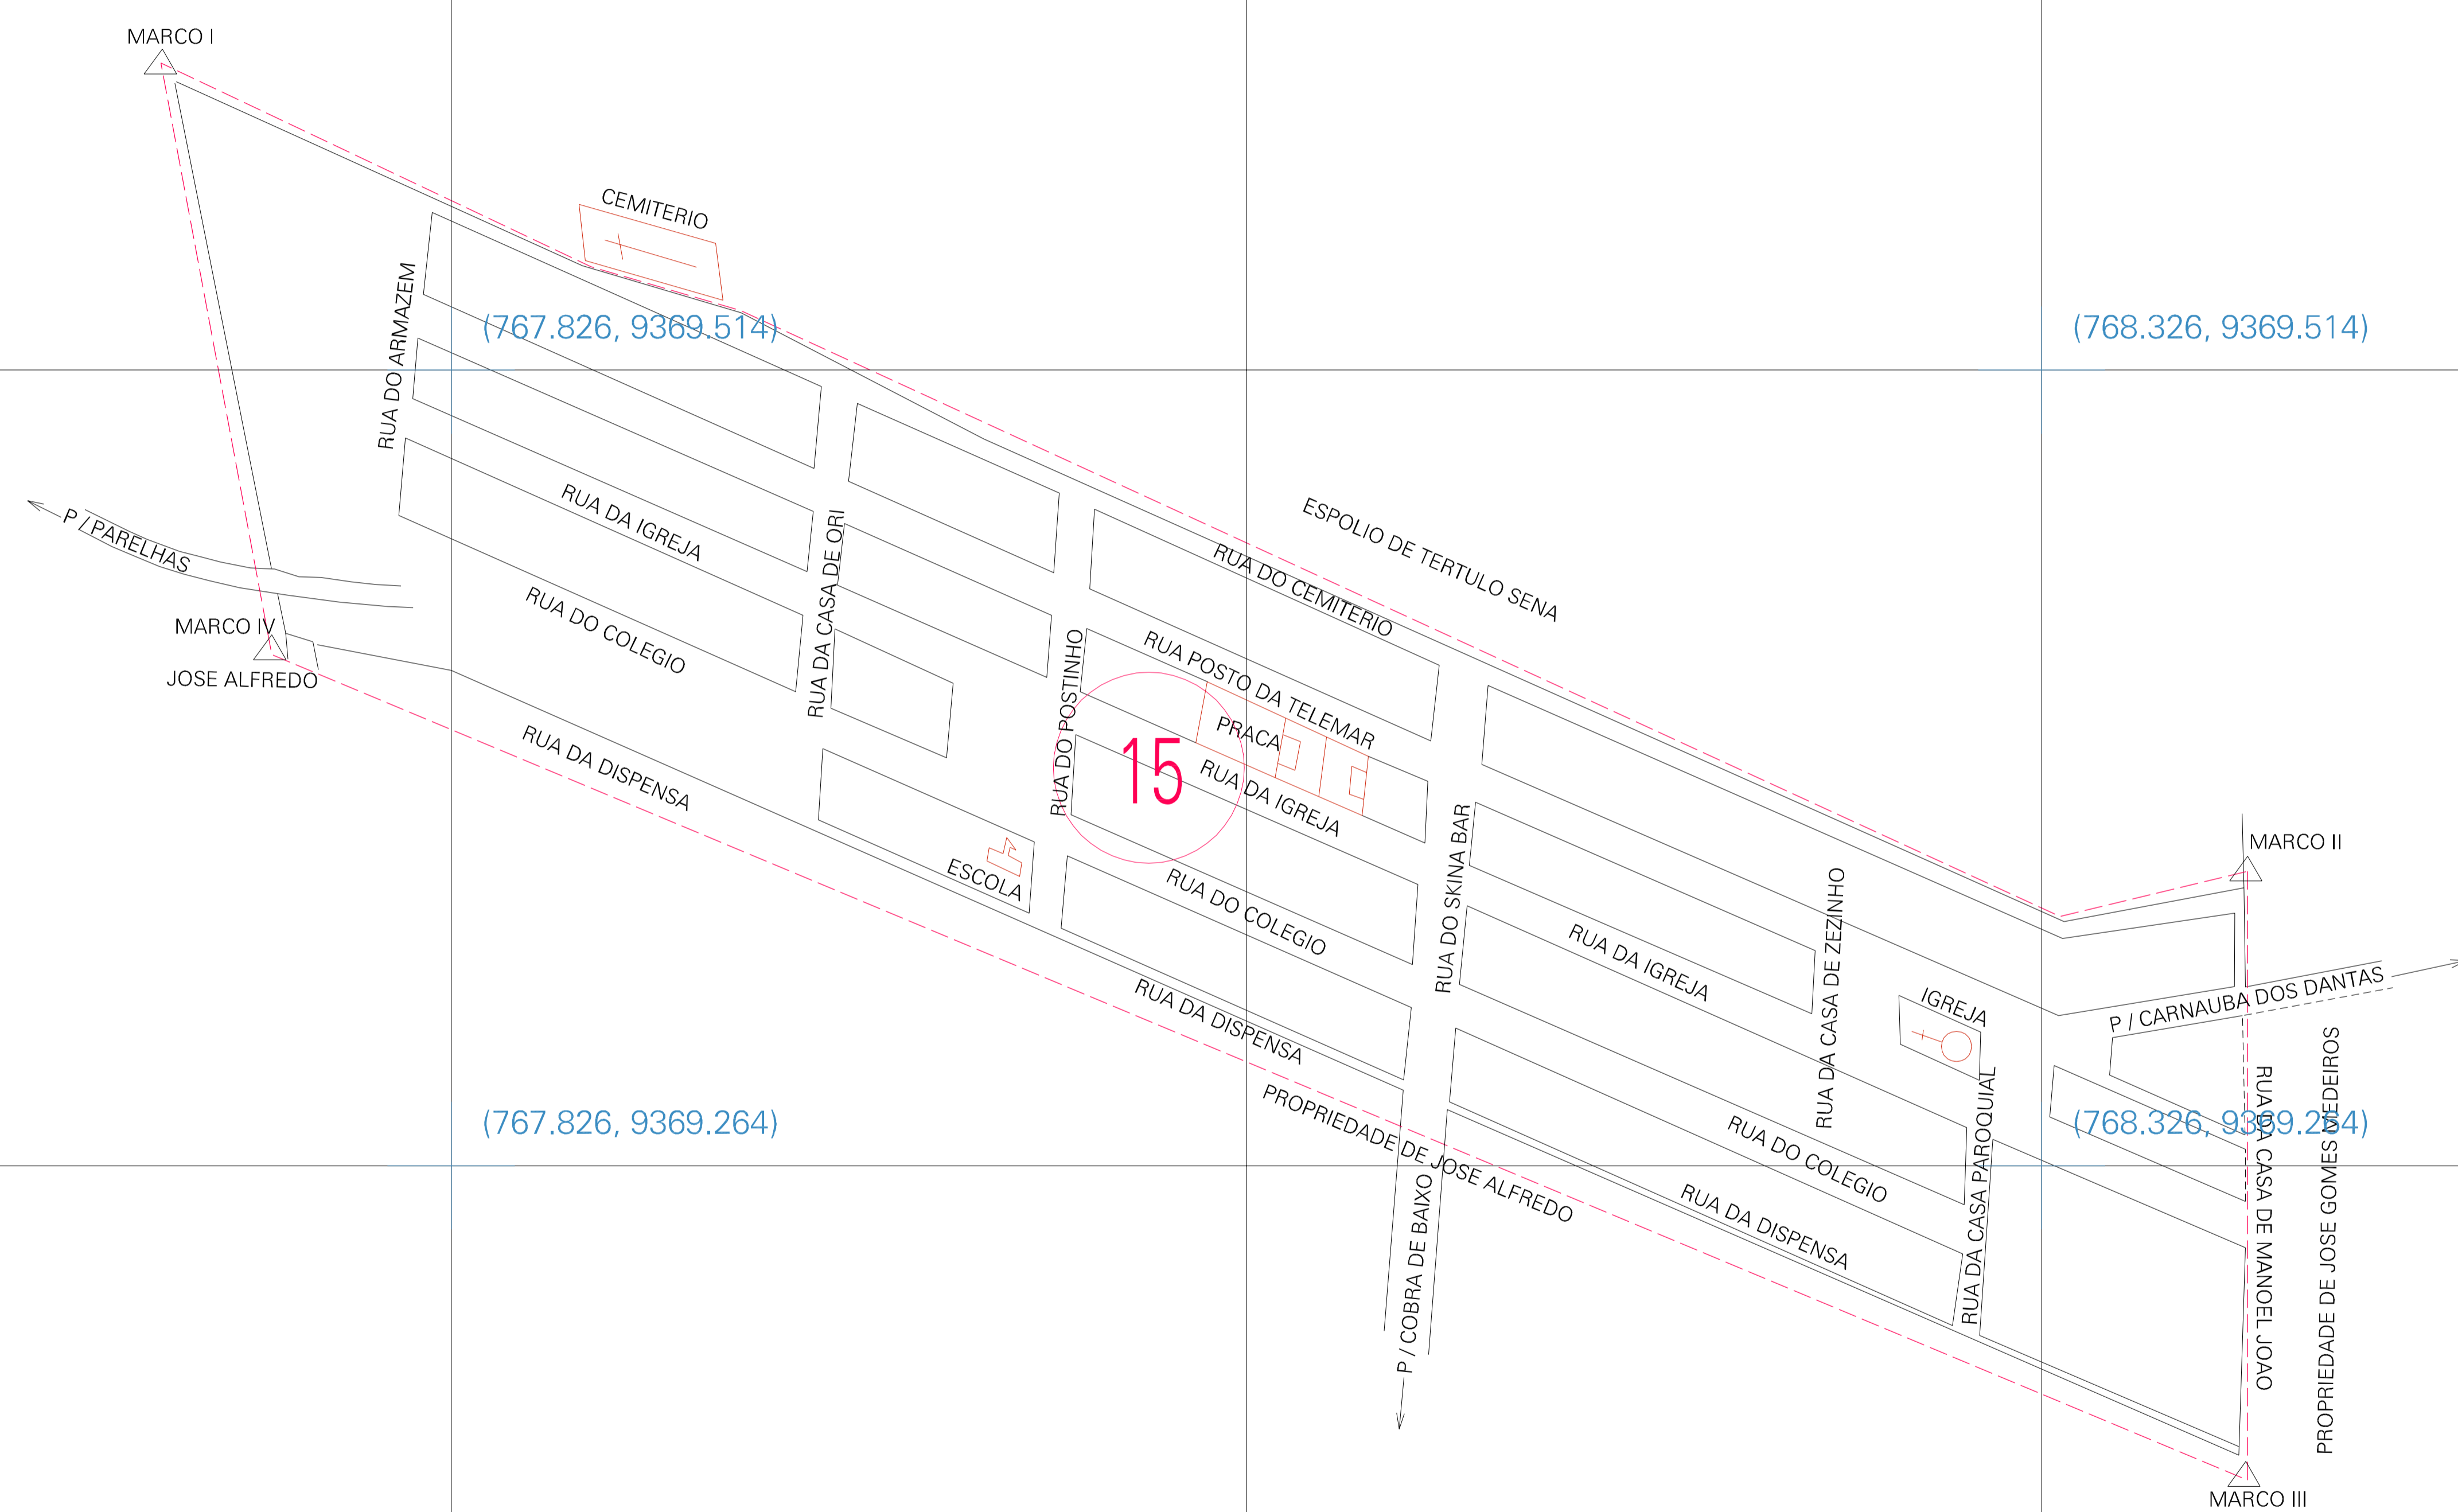 MARCO I
CEMITERIO
RUA DO ARMAZEM
(767.826, 9369.514)
(768.326, 9369.514)
P / PARELHAS
RUA DA IGREJA
RUA DO COLEGIO
RUA DA CASA DE ORI
ESPOLIO DE TERTULO SENA
RUA DO CEMITERIO
MARCO IV
JOSE ALFREDO
RUA DO POSTINHO
RUA POSTO DA TELEMAR
PRACA
15
RUA DA IGREJA
RUA DA DISPENSA
ESCOLA
RUA DO COLEGIO
RUA DO SKINA BAR
RUA DA IGREJA
RUA DA CASA DE ZEZINHO
MARCO II
IGREJA
P / CARNAUBA DOS DANTAS
RUA DA DISPENSA
(767.826, 9369.264)
PROPRIEDADE DE JOSE ALFREDO
(768.326, 9369.264)
RUA DO COLEGIO
RUA DA DISPENSA
RUA DA CASA PAROQUIAL
RUA DA CASA DE MANOEL JOAO
PROPRIEDADE DE JOSE GOMES MEDEIROS
P / COBRA DE BAIXO
MARCO III